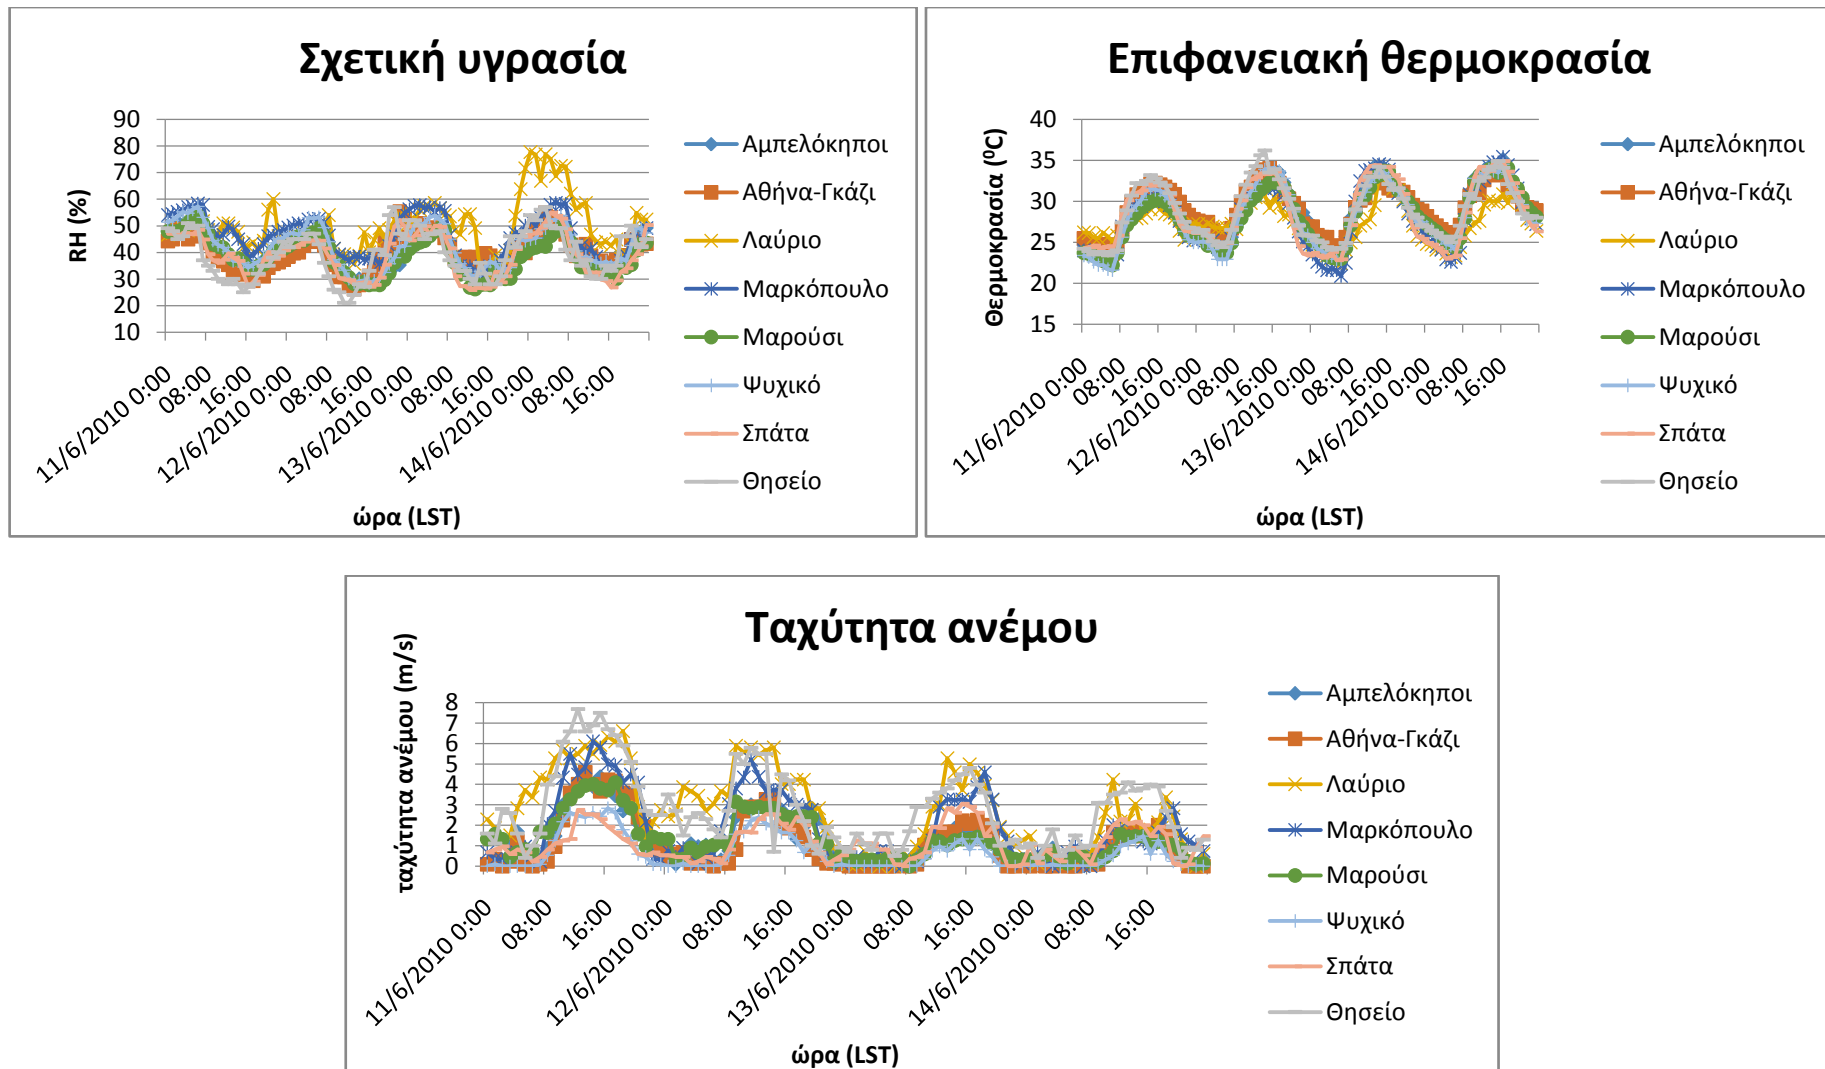 Σχετική υγρασία
RH (%)
90
80
70
60
50
40
30
20
10
11/6/2010 0:00
08:00
16:00
12/6/2010 0:00
08:00
16:00
13/6/2010 0:00
08:00
16:00
14/6/2010 0:00
08:00
16:00
ώρα (LST)
Αμπελόκηποι
Αθήνα-Γκάζι
Λαύριο
Μαρκόπουλο
Μαρούσι
Ψυχικό
Σπάτα
Θησείο
Επιφανειακή θερμοκρασία
Θερμοκρασία (⁰C)
40
35
30
25
20
15
11/6/2010 0:00
08:00
16:00
12/6/2010 0:00
08:00
16:00
13/6/2010 0:00
08:00
16:00
14/6/2010 0:00
08:00
16:00
ώρα (LST)
Αμπελόκηποι
Αθήνα-Γκάζι
Λαύριο
Μαρκόπουλο
Μαρούσι
Ψυχικό
Σπάτα
Θησείο
Ταχύτητα ανέμου
ταχύτητα ανέμου (m/s)
8
7
6
5
4
3
2
1
0
11/6/2010 0:00
08:00
16:00
12/6/2010 0:00
08:00
16:00
13/6/2010 0:00
08:00
16:00
14/6/2010 0:00
08:00
16:00
ώρα (LST)
Αμπελόκηποι
Αθήνα-Γκάζι
Λαύριο
Μαρκόπουλο
Μαρούσι
Ψυχικό
Σπάτα
Θησείο